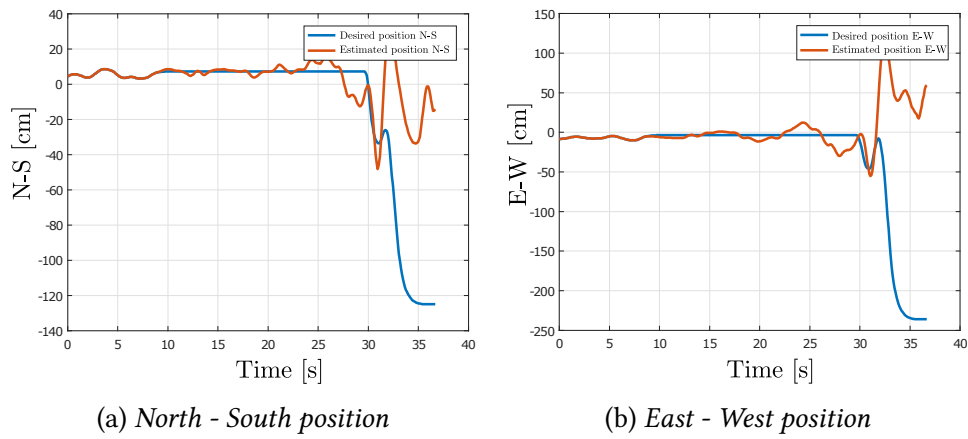 40
20
0
-20
-40
-60
-80
-100
-120
-140
N-S [cm]
Desired position N-S
Estimated position N-S
0 5 10 15 20 25 30 35 40
Time [s]
(a) North - South position
150
100
50
0
-50
-100
-150
-200
-250
E-W [cm]
Desired position E-W
Estimated position E-W
0 5 10 15 20 25 30 35 40
Time [s]
(b) East - West position